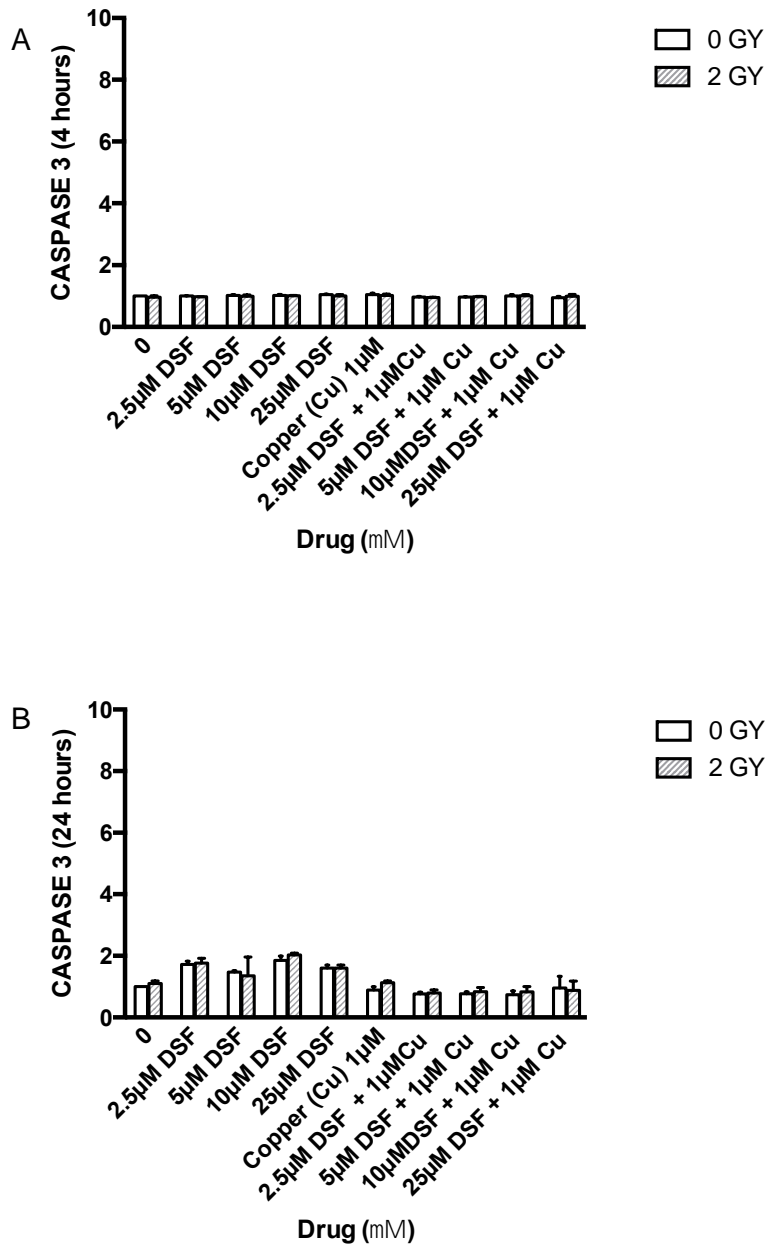 A
CASPASE 3 (4 hours)
10
8
6
4
2
0
0 GY
2 GY
0
2.5µM DSF
5µM DSF
10µM DSF
25µM DSF
Copper (Cu) 1µM
2.5µM DSF + 1µMCu
5µM DSF + 1µM Cu
10µMDSF + 1µM Cu
25µM DSF + 1µM Cu
Drug (mM)
B
CASPASE 3 (24 hours)
10
8
6
4
2
0
0 GY
2 GY
0
2.5µM DSF
5µM DSF
10µM DSF
25µM DSF
Copper (Cu) 1µM
2.5µM DSF + 1µMCu
5µM DSF + 1µM Cu
10µMDSF + 1µM Cu
25µM DSF + 1µM Cu
Drug (mM)